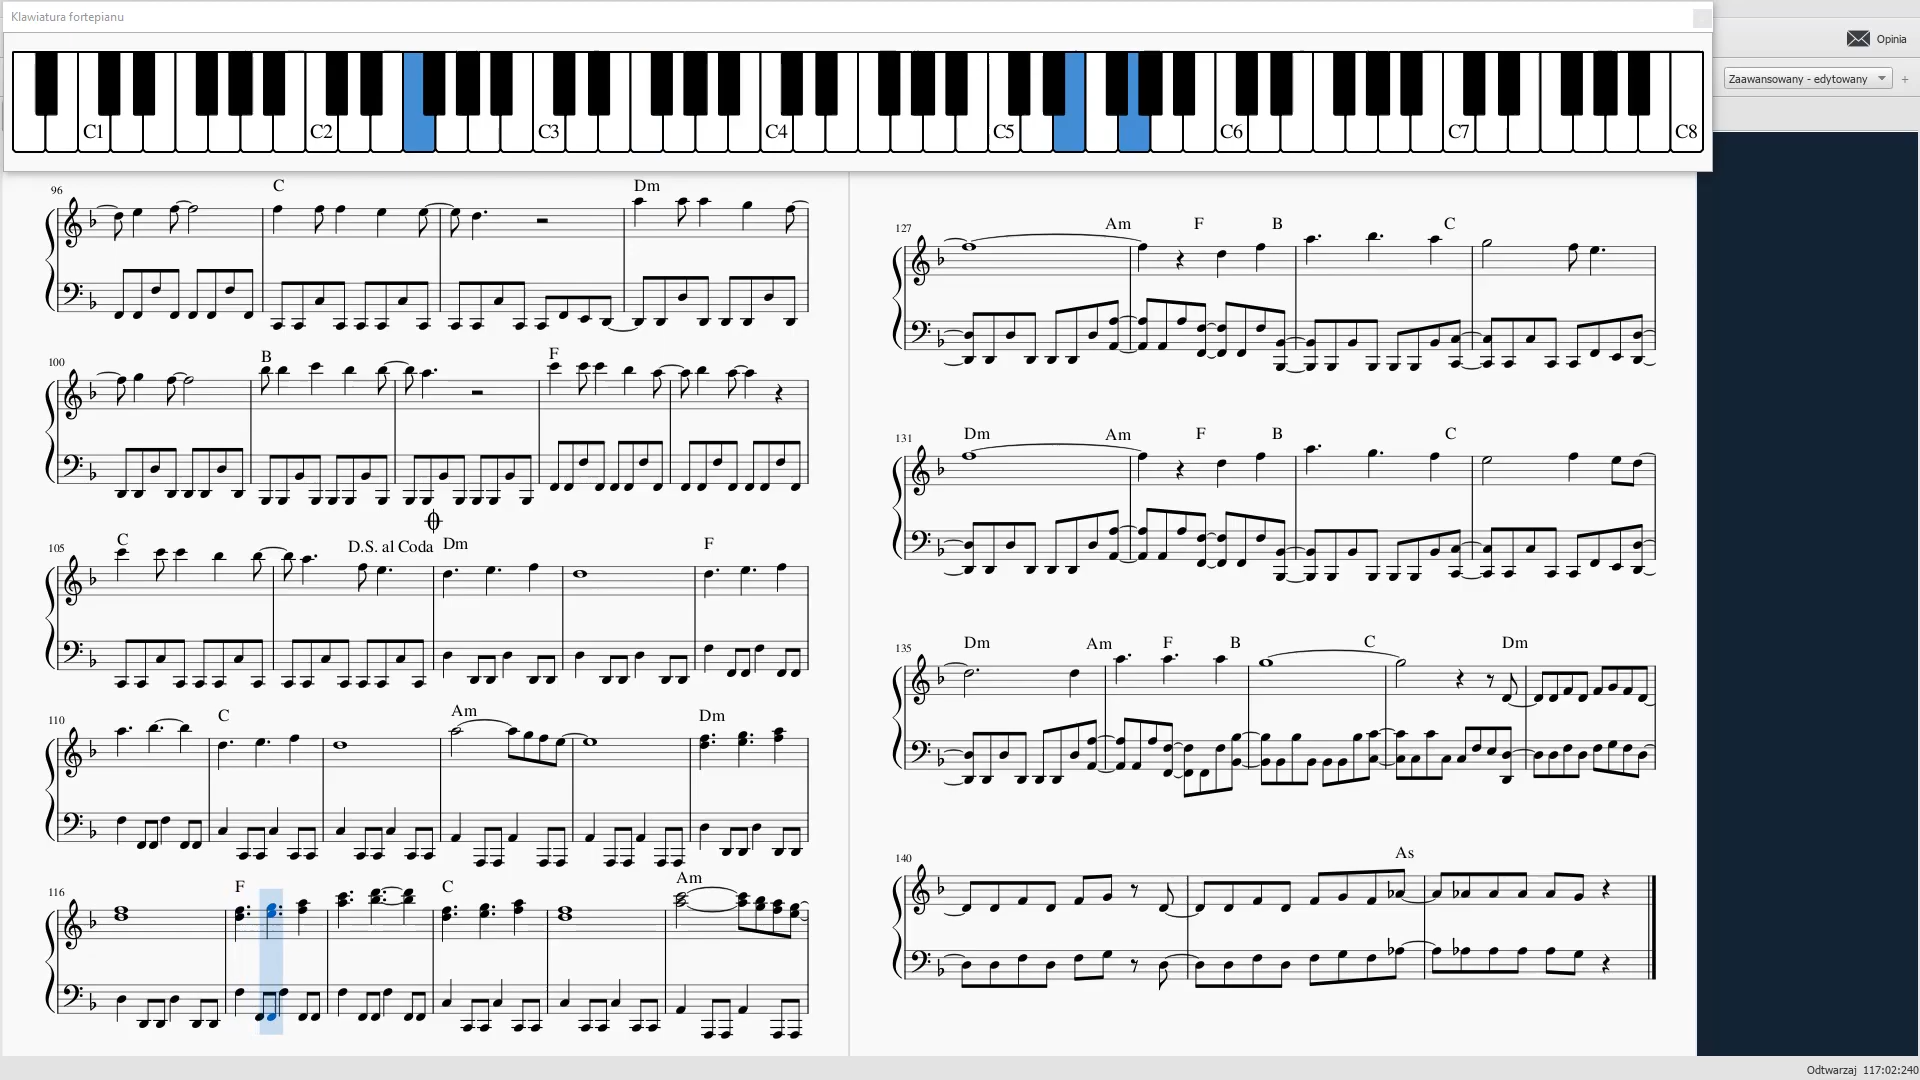 Klawiatura fortepianu
Opinia
Zaawansowany - edytowany
C1 C2 C3 C4 C5 C6 C7 C8
96 C Dm
100 B F
105 C D.S. al Coda Dm F
110 C Am Dm
116 F C Am
127 Am F B C
131 Dm Am F B C
135 Dm Am F B C Dm
140 As
Odtwarzaj 117:02:240